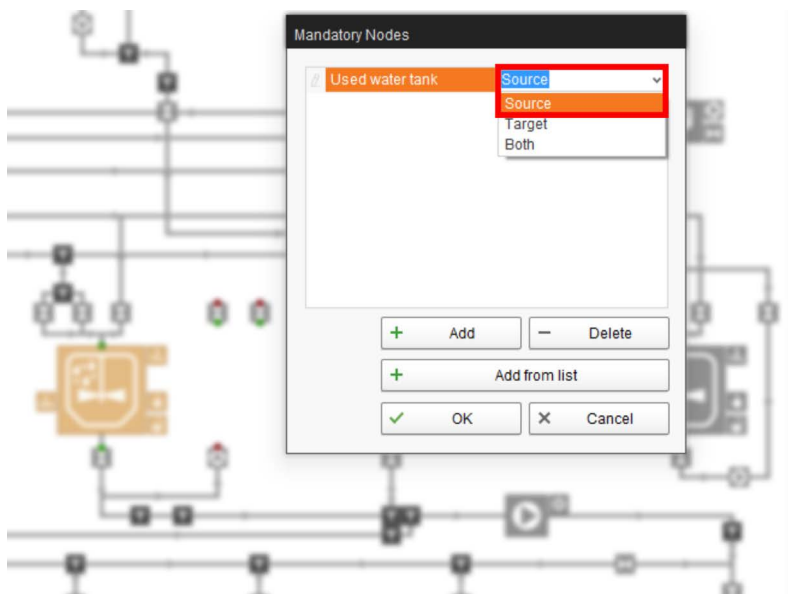 Mandatory Nodes
Used water tank Source
Source
Target
Both
Add Delete
Add from list
OK Cancel